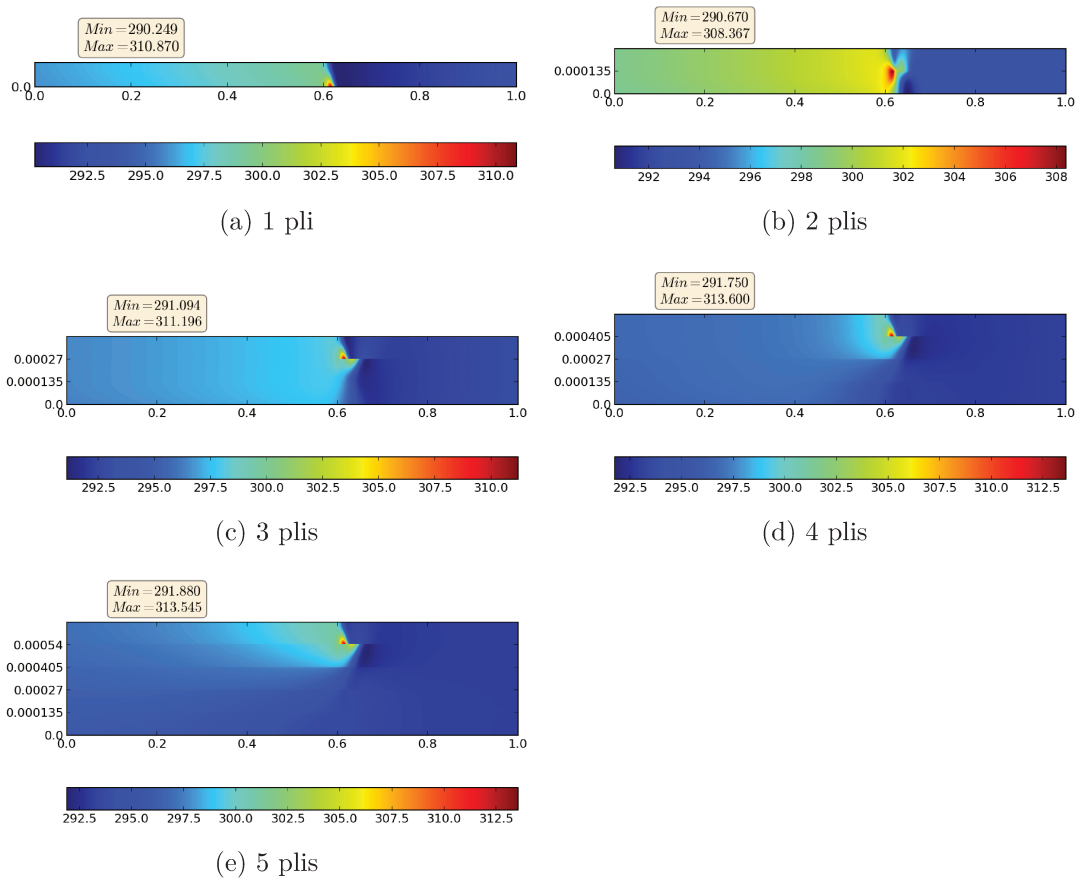 Min=290.249
Max=310.870
0.0
0.0 0.2 0.4 0.6 0.8 1.0
292.5 295.0 297.5 300.0 302.5 305.0 307.5 310.0
(a) 1 pli
Min=290.670
Max=308.367
0.000135
0.0
0.0 0.2 0.4 0.6 0.8 1.0
292 294 296 298 300 302 304 306 308
(b) 2 plis
Min=291.094
Max=311.196
0.00027
0.000135
0.0
0.0 0.2 0.4 0.6 0.8 1.0
292.5 295.0 297.5 300.0 302.5 305.0 307.5 310.0
(c) 3 plis
Min=291.750
Max=313.600
0.000405
0.00027
0.000135
0.0
0.0 0.2 0.4 0.6 0.8 1.0
292.5 295.0 297.5 300.0 302.5 305.0 307.5 310.0 312.5
(d) 4 plis
Min=291.880
Max=313.545
0.00054
0.000405
0.00027
0.000135
0.0
0.0 0.2 0.4 0.6 0.8 1.0
292.5 295.0 297.5 300.0 302.5 305.0 307.5 310.0 312.5
(e) 5 plis